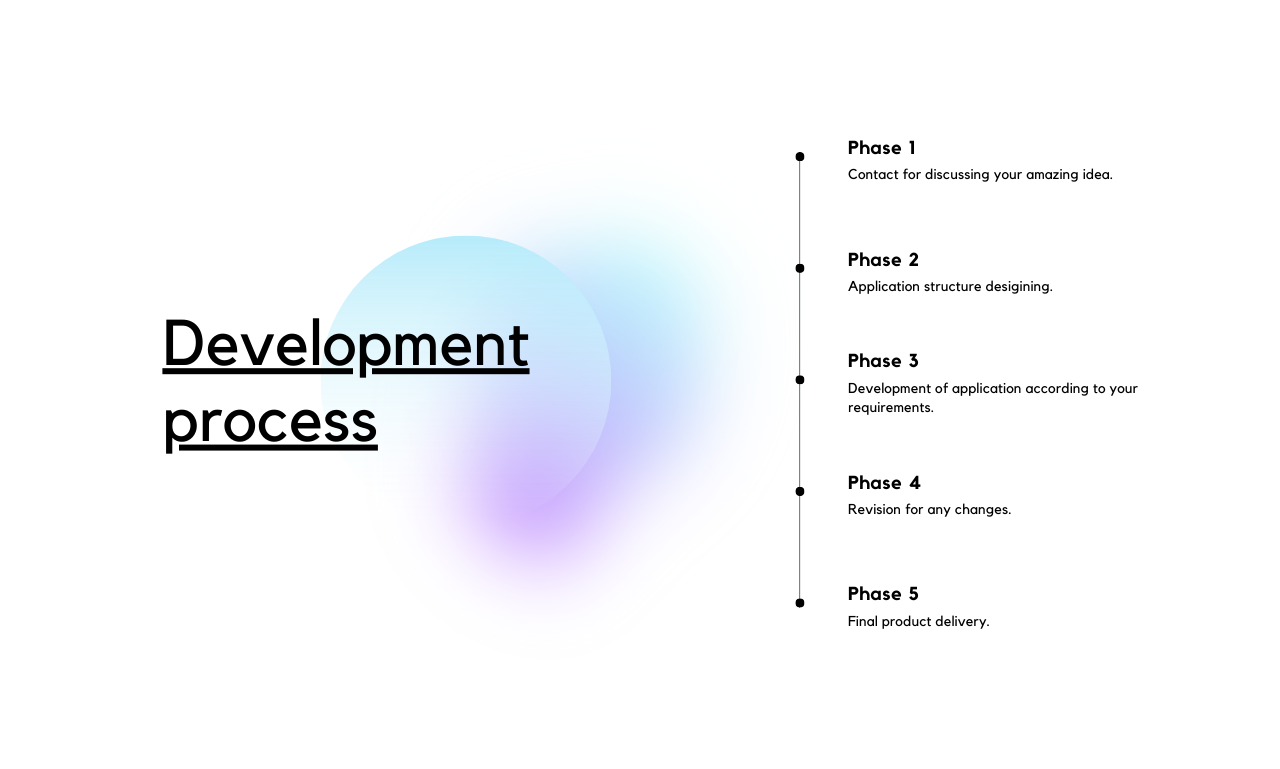 Development
process
Phase 1
Contact for discussing your amazing idea.
Phase 2
Application structure desigining.
Phase 3
Development of application according to your
requirements.
Phase 4
Revision for any changes.
Phase 5
Final product delivery.